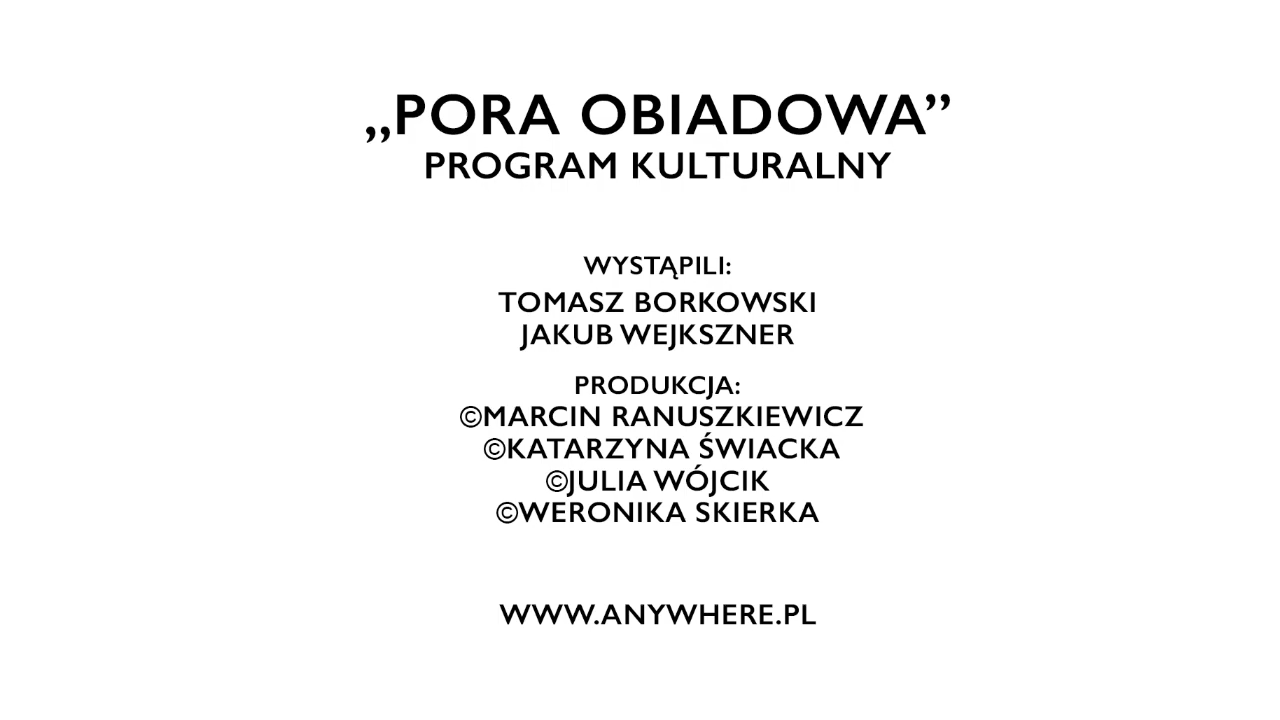 „PORA OBIADOWA”
PROGRAM KULTURALNY
WYSTĄPILI:
TOMASZ BORKOWSKI
JAKUB WEJKSZNER
PRODUKCJA:
©MARCIN RANUSZKIEWICZ
©KATARZYNA ŚWIACKA
©JULIA WÓJCIK
©WERONIKA SKIERKA
WWW.ANYWHERE.PL